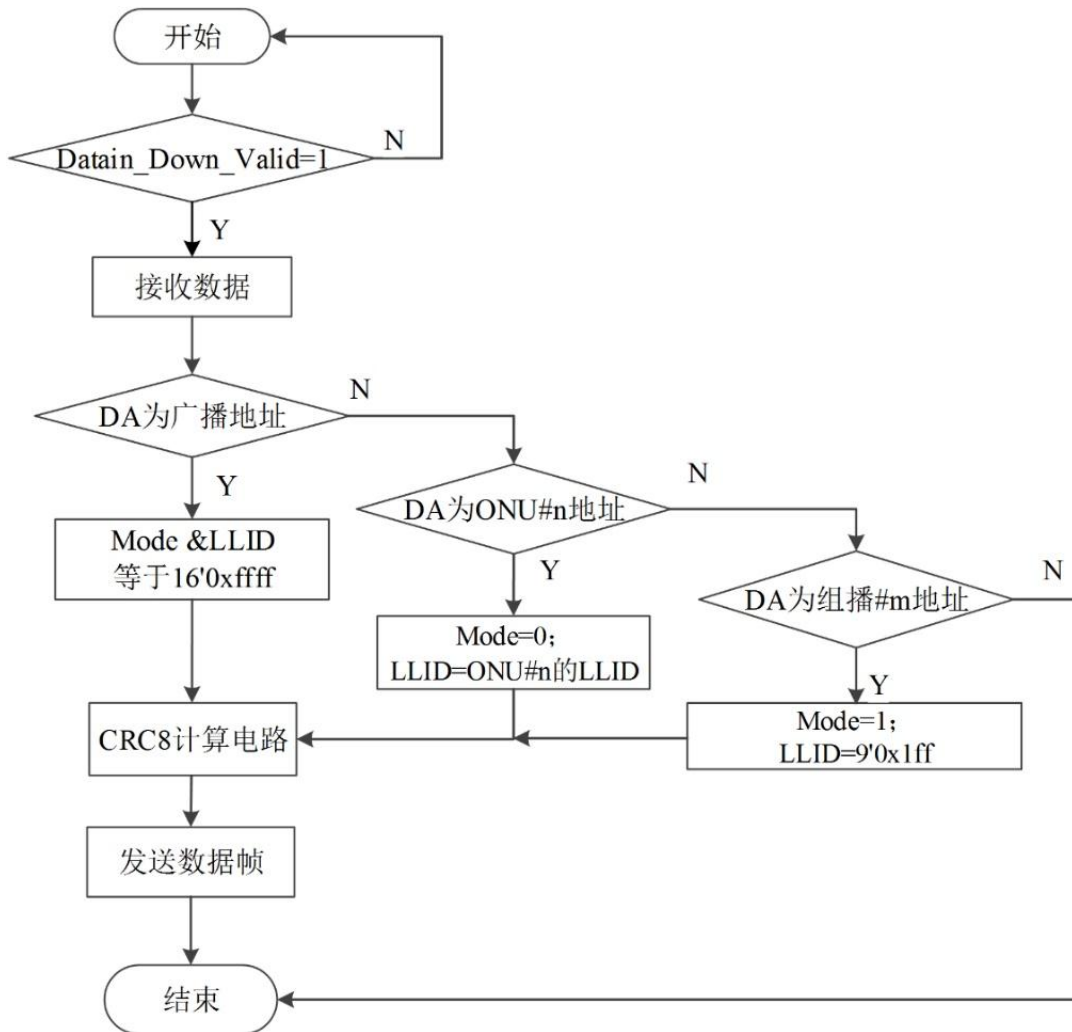 开始
N
Datain_Down_Valid=1
Y
接收数据
N
DA为广播地址
Y
N
DA为ONU#n地址
Mode &LLID
等于16'0xffff
Y
N
DA为组播#m地址
Mode=0；
LLID=ONU#n的LLID
Y
CRC8计算电路
Mode=1；
LLID=9'0x1ff
发送数据帧
结束